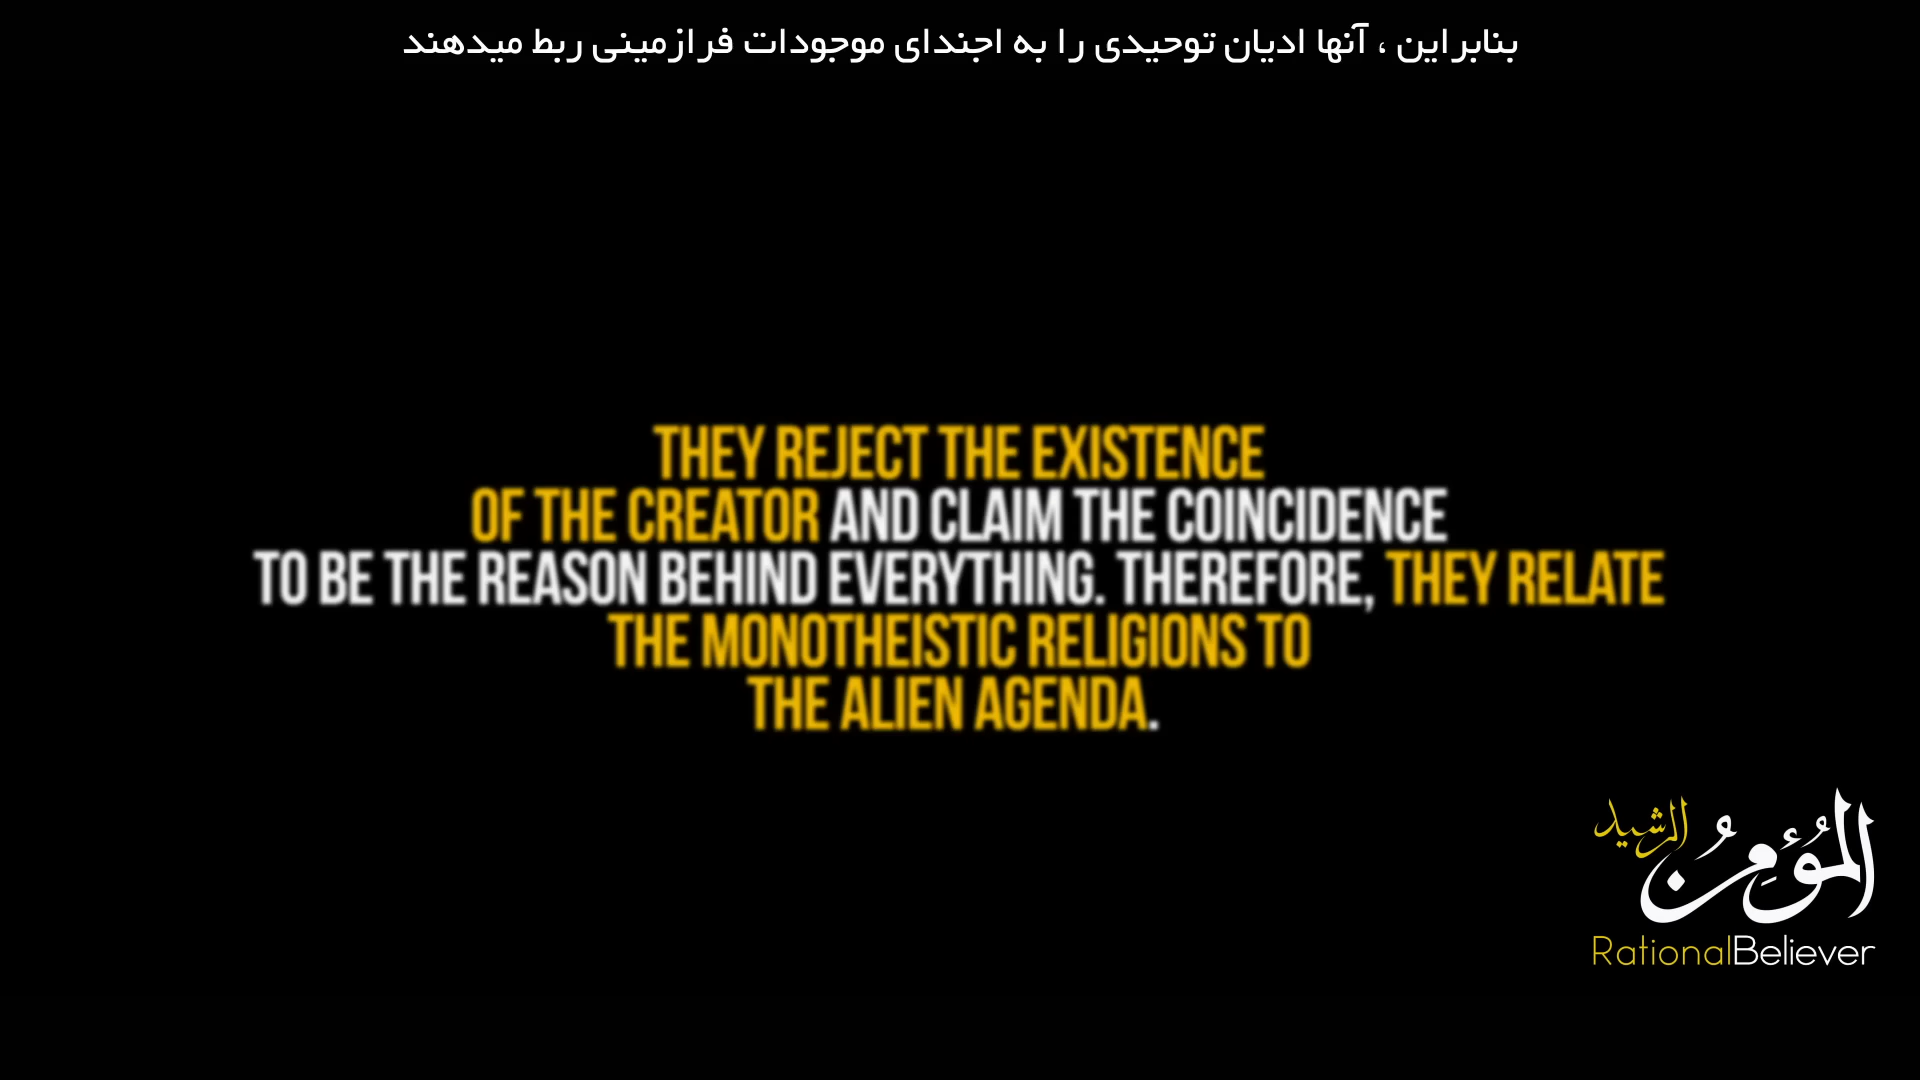 بنابراین ، آنها ادیان توحیدی را به اجندای موجودات فرازمینی ربط میدهند
THEY REJECT THE EXISTENCE
OF THE CREATOR AND CLAIM THE COINCIDENCE
TO BE THE REASON BEHIND EVERYTHING. THEREFORE, THEY RELATE
THE MONOTHEISTIC RELIGIONS TO
THE ALIEN AGENDA.
المُؤمِنُ الرشيد
RationalBeliever